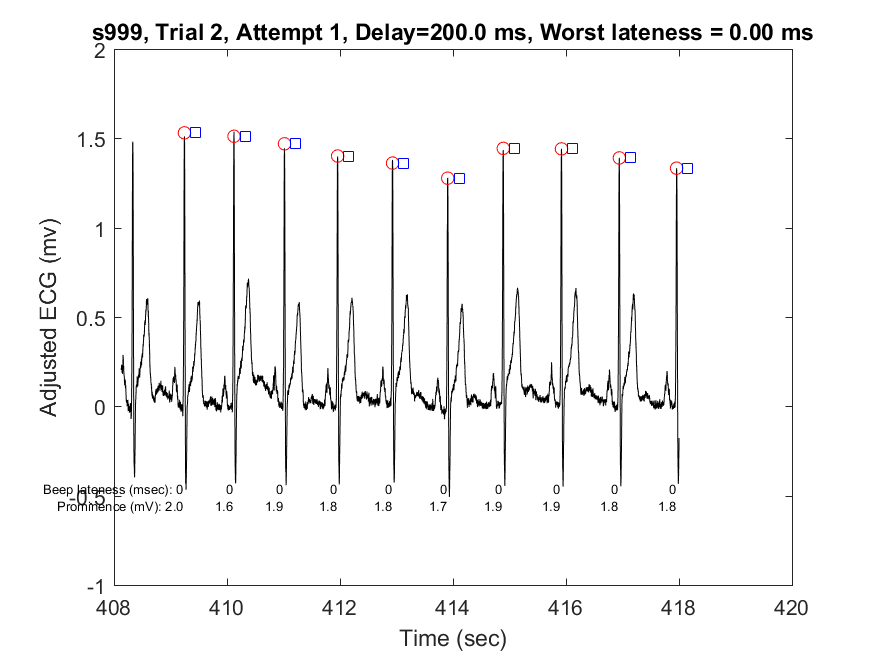 s999, Trial 2, Attempt 1, Delay=200.0 ms, Worst lateness = 0.00 ms
2
1.5
1
0.5
0
-0.5
-1
Adjusted ECG (mv)
Beep lateness (msec): 0 0 0 0 0 0 0 0 0 0
Prominence (mV): 2.0 1.6 1.9 1.8 1.8 1.7 1.9 1.9 1.8 1.8
408 410 412 414 416 418 420
Time (sec)